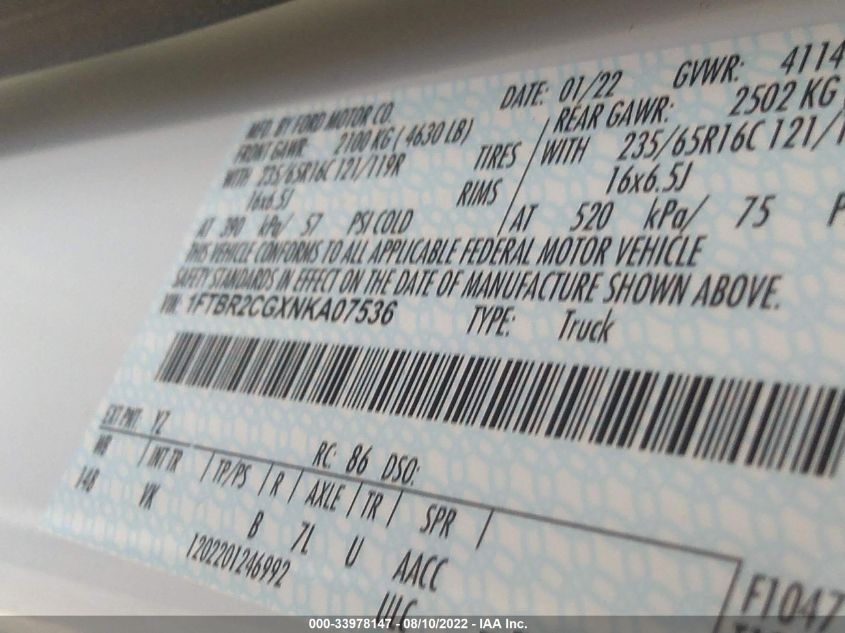 MFD. BY FORD MOTOR CO.
DATE: 01/22 GVWR: 4114
FRONT GAWR: 2100 KG ( 4630 LB)
REAR GAWR: 2502 KG
WITH 235/65R16C 121/119R TIRES WITH 235/65R16C 121/
16x6.5J RIMS 16x6.5J
AT 390 kPa/ 57 PSI COLD AT 520 kPa/ 75 P
THIS VEHICLE CONFORMS TO ALL APPLICABLE FEDERAL MOTOR VEHICLE
SAFETY STANDARDS IN EFFECT ON THE DATE OF MANUFACTURE SHOWN ABOVE.
VIN: 1FTBR2CGXNKA07536 TYPE: Truck
EXT PNT: YZ RC: 86 DSO:
WB INT TR TP/PS R AXLE TR SPR
148 VK B 7L U AACC
1202201246992 ULC
F1047
000-33978147 - 08/10/2022 - IAA Inc.